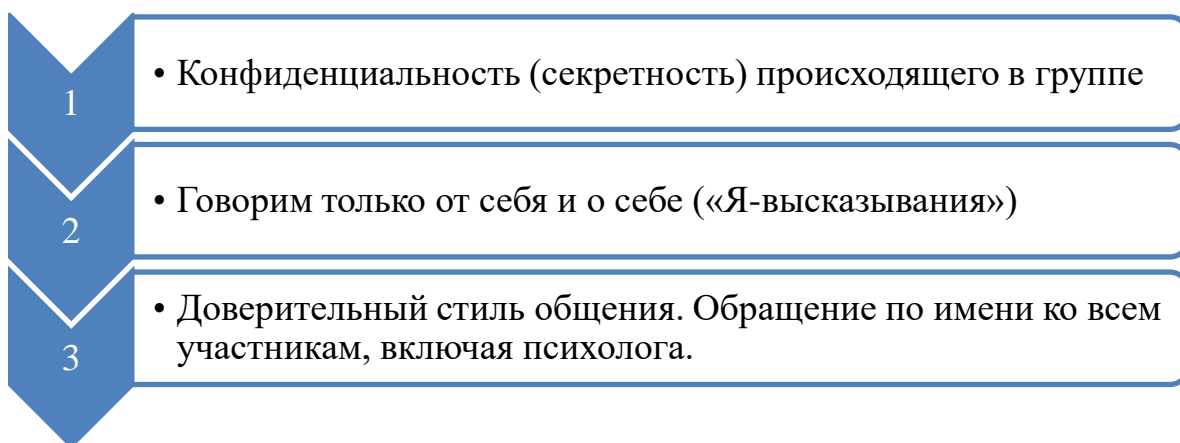 1
• Конфиденциальность (секретность) происходящего в группе
2
• Говорим только от себя и о себе («Я-высказывания»)
3
• Доверительный стиль общения. Обращение по имени ко всем
участникам, включая психолога.